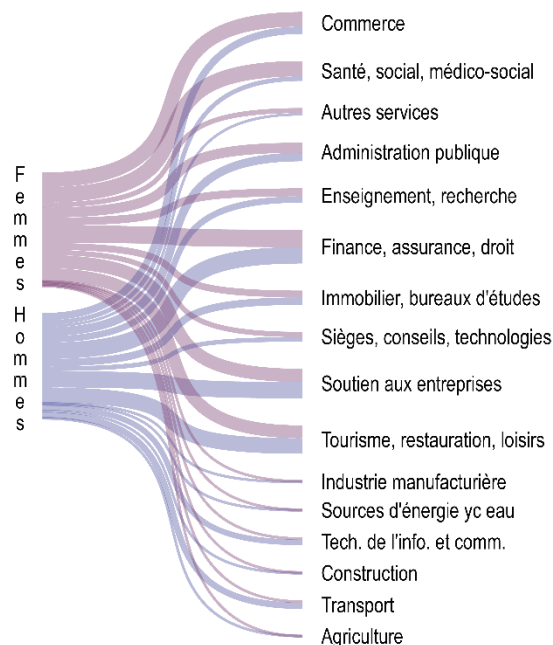 Femmes
Hommes
Commerce
Santé, social, médico-social
Autres services
Administration publique
Enseignement, recherche
Finance, assurance, droit
Immobilier, bureaux d'études
Sièges, conseils, technologies
Soutien aux entreprises
Tourisme, restauration, loisirs
Industrie manufacturière
Sources d'énergie yc eau
Tech. de l'info. et comm.
Construction
Transport
Agriculture